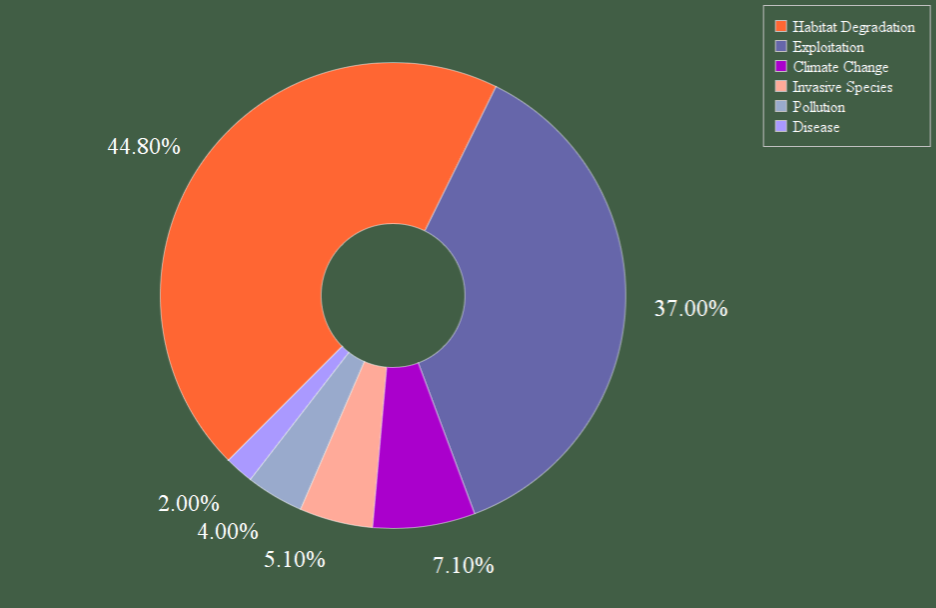 Habitat Degradation
Exploitation
Climate Change
Invasive Species
Pollution
Disease
44.80%
37.00%
2.00%
4.00%
5.10%
7.10%